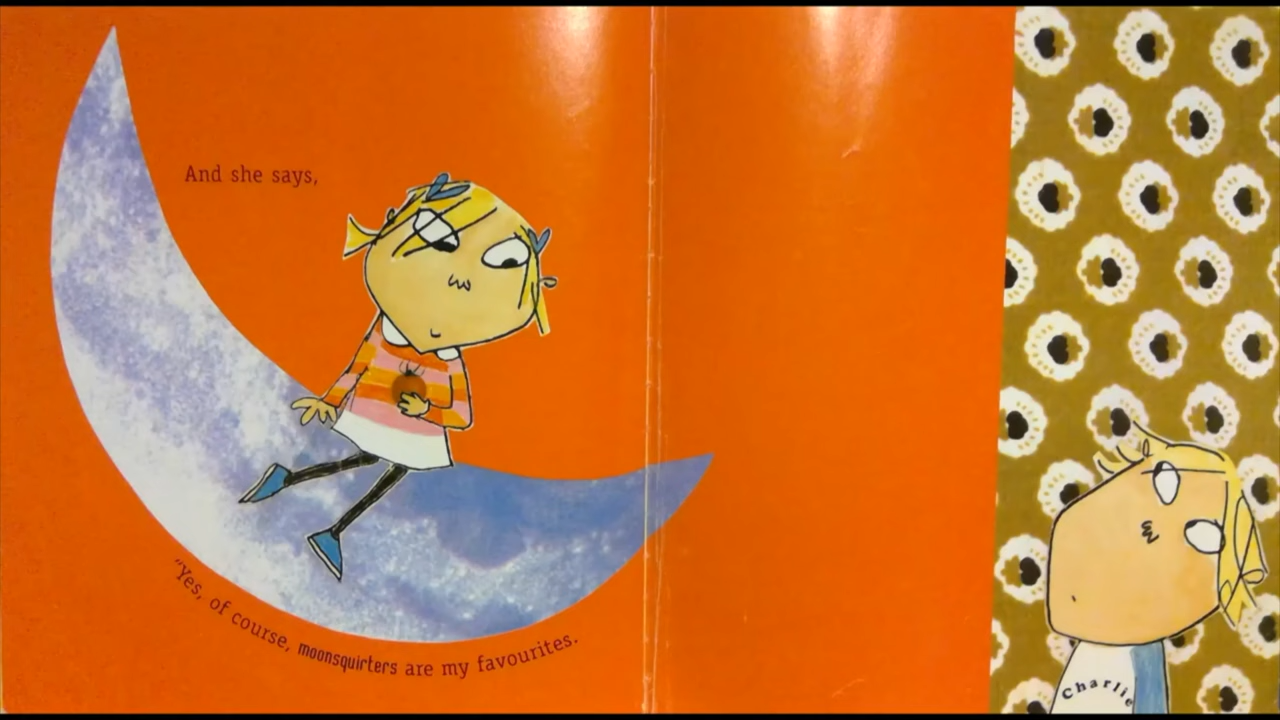 And she says,
"Yes, of course, moonsquirters are my favourites.
Charlie